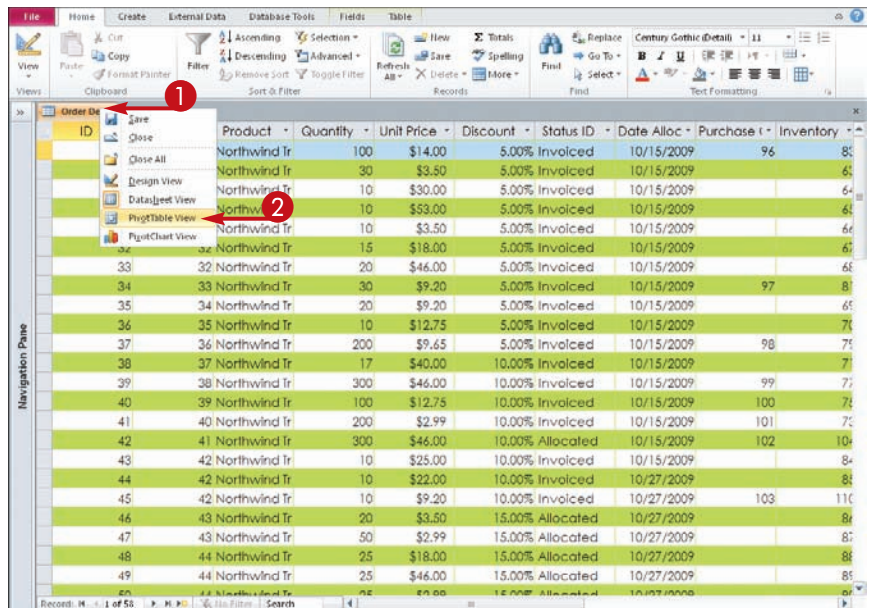 File Home Create External Data Database Tools Fields Table
View
Views
Paste
Cut
Copy
Format Painter
Clipboard
Filter
Ascending
Descending
Remove Sort
Selection
Advanced
Toggle Filter
Sort & Filter
Refresh All
New
Save
Delete
Totals
Spelling
More
Records
Find
Replace
Go To
Select
Find
Century Gothic (Detail) 11
B I U
A
Text Formatting
1
Order De
Save
Close
Close All
Design View
Datasheet View
PivotTable View
PivotChart View
2
Navigation Pane
ID Product Quantity Unit Price Discount Status ID Date Alloc Purchase Inventory
Northwind Tr 100 $14.00 5.00% Invoiced 10/15/2009 96
Northwind Tr 30 $3.50 5.00% Invoiced 10/15/2009
Northwind Tr 10 $30.00 5.00% Invoiced 10/15/2009
Northwi 10 $53.00 5.00% Invoiced 10/15/2009
Northwind Tr 10 $3.50 5.00% Invoiced 10/15/2009
32 32 Northwind Tr 15 $18.00 5.00% Invoiced 10/15/2009
33 32 Northwind Tr 20 $46.00 5.00% Invoiced 10/15/2009
34 33 Northwind Tr 30 $9.20 5.00% Invoiced 10/15/2009 97
35 34 Northwind Tr 20 $9.20 5.00% Invoiced 10/15/2009
36 35 Northwind Tr 10 $12.75 5.00% Invoiced 10/15/2009
37 36 Northwind Tr 200 $9.65 5.00% Invoiced 10/15/2009 98
38 37 Northwind Tr 17 $40.00 10.00% Invoiced 10/15/2009
39 38 Northwind Tr 300 $46.00 10.00% Invoiced 10/15/2009 99
40 39 Northwind Tr 100 $12.75 10.00% Invoiced 10/15/2009 100
41 40 Northwind Tr 200 $2.99 10.00% Invoiced 10/15/2009 101
42 41 Northwind Tr 300 $46.00 10.00% Allocated 10/15/2009 102
43 42 Northwind Tr 10 $25.00 10.00% Invoiced 10/15/2009
44 42 Northwind Tr 10 $22.00 10.00% Invoiced 10/27/2009
45 42 Northwind Tr 10 $9.20 10.00% Invoiced 10/27/2009 103
46 43 Northwind Tr 20 $3.50 15.00% Allocated 10/27/2009
47 43 Northwind Tr 50 $2.99 15.00% Allocated 10/27/2009
48 44 Northwind Tr 25 $18.00 15.00% Allocated 10/27/2009
49 44 Northwind Tr 25 $46.00 15.00% Allocated 10/27/2009
50 44 Northwind Tr 25 $2.99 15.00% Allocated 10/27/2009
Record: 1 of 58 No Filter Search